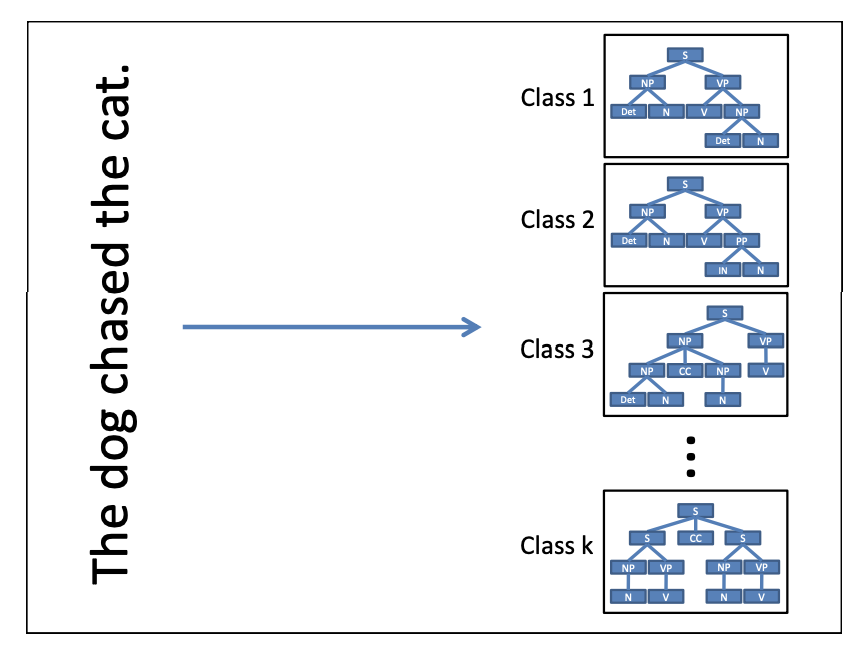 The dog chased the cat.
Class 1
S
NP VP
Det N V NP
Det N
Class 2
S
NP VP
Det N V PP
IN N
Class 3
S
NP VP
NP CC NP V
Det N N
Class k
S
S CC S
NP VP NP VP
N V N V